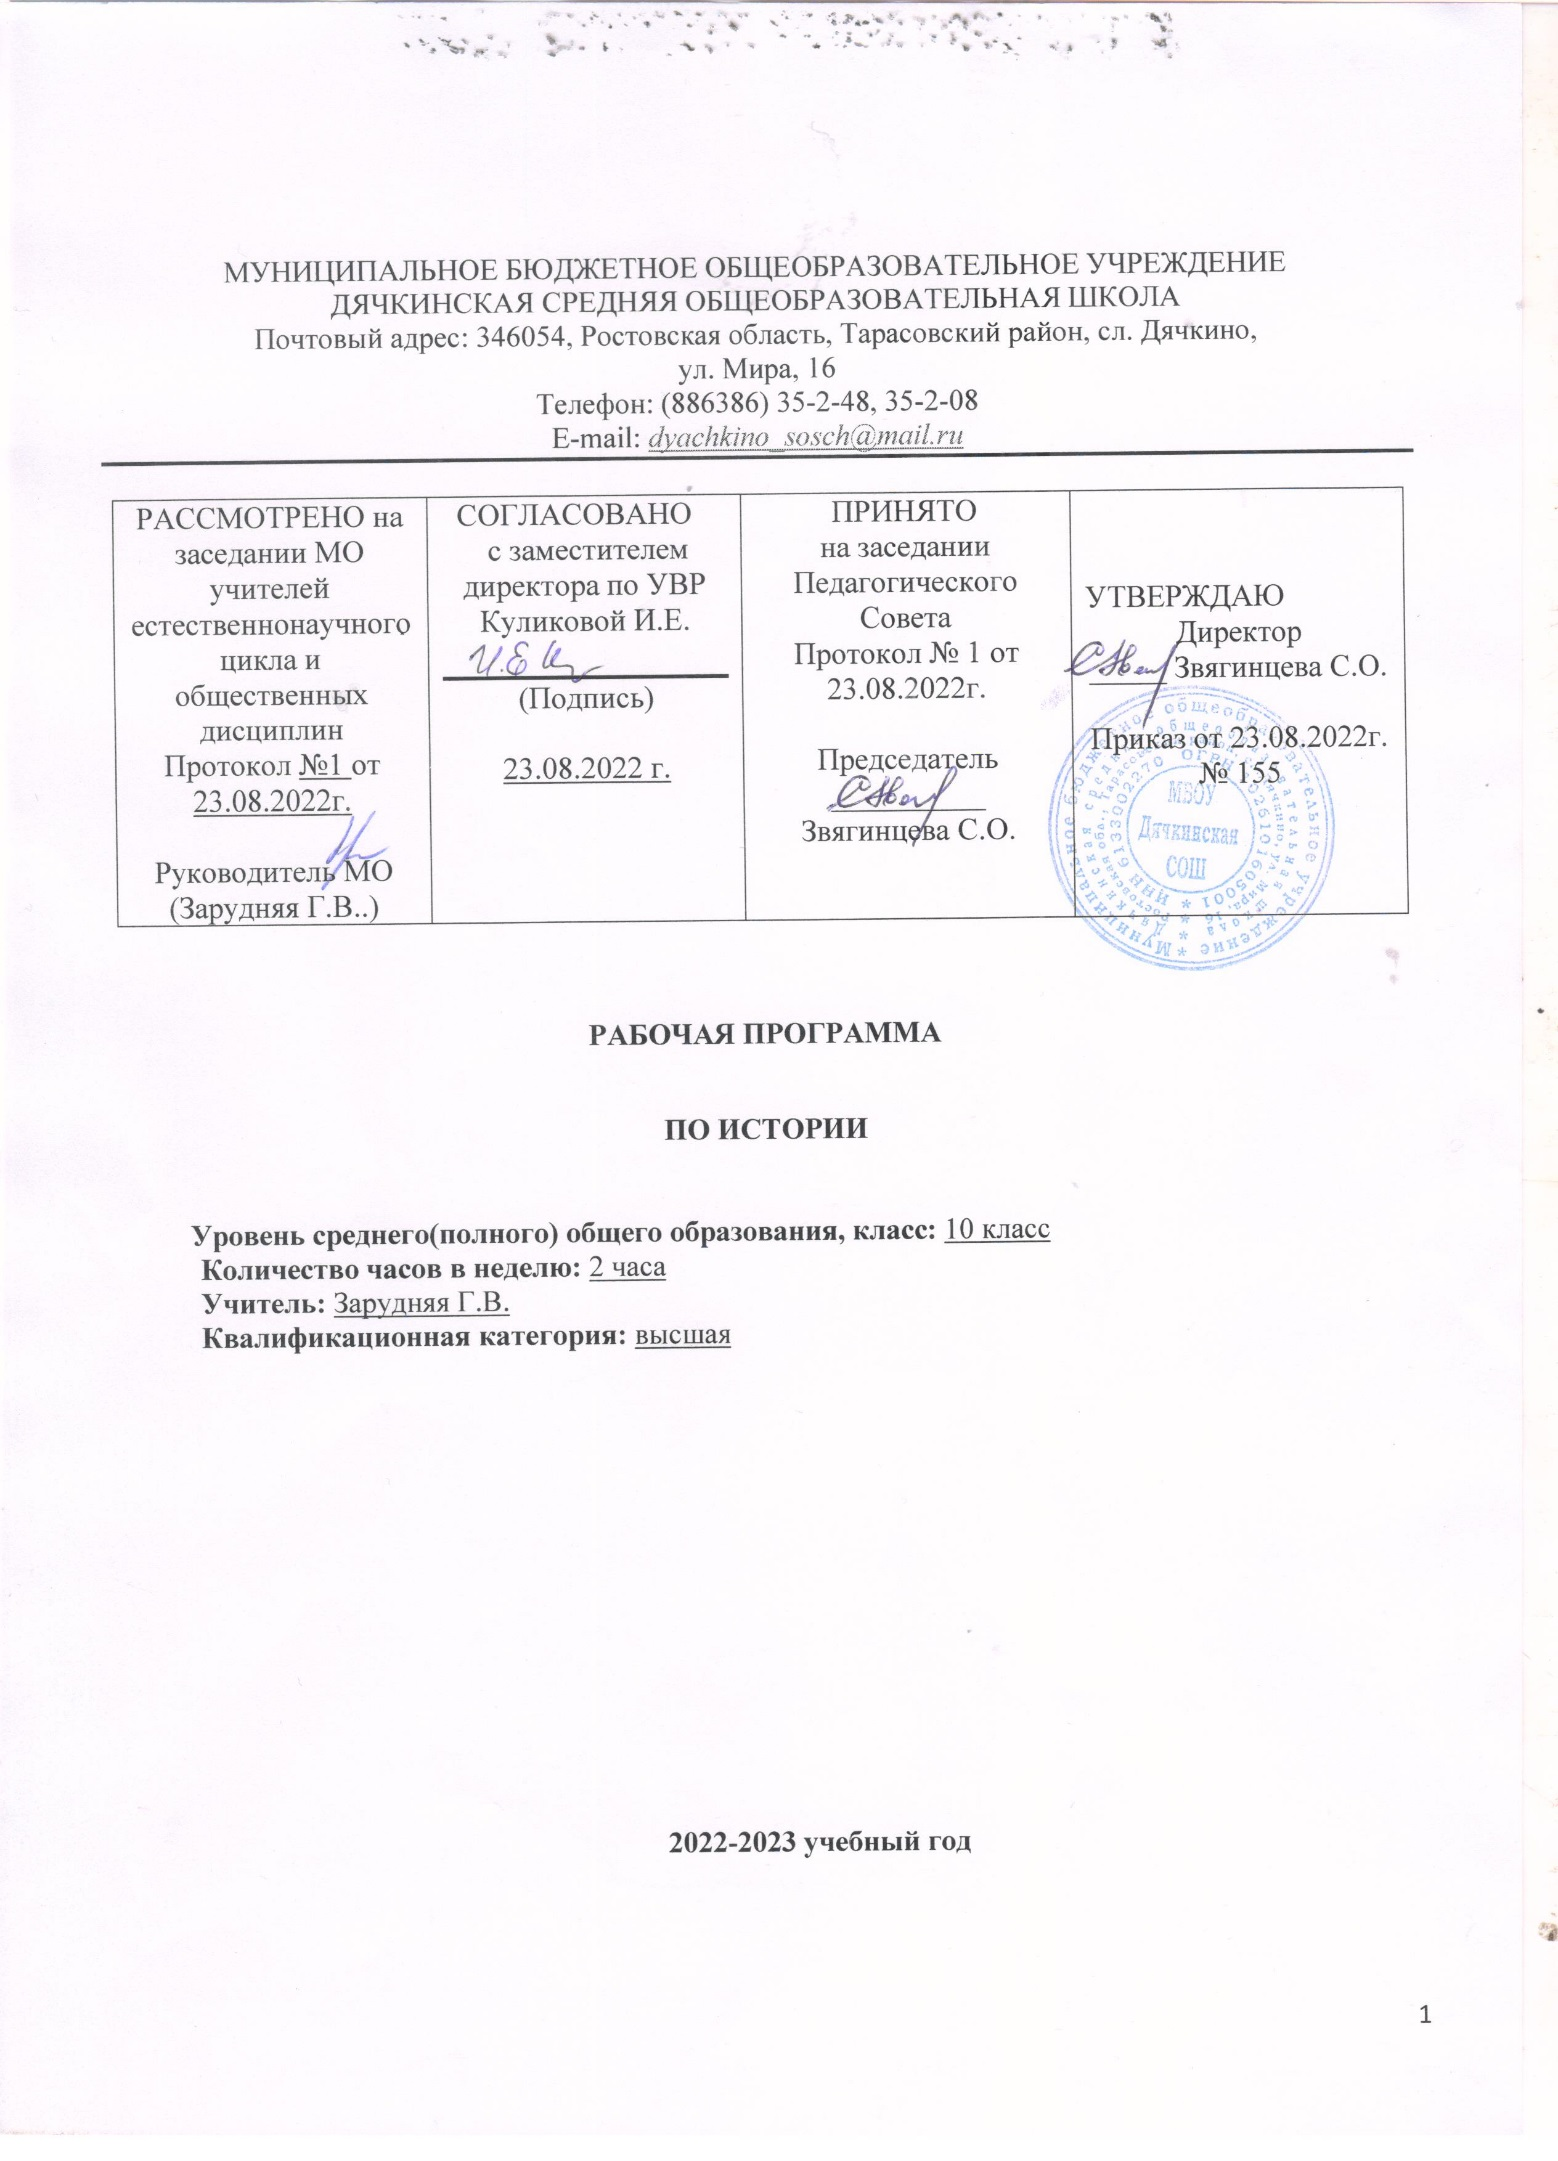 МУНИЦИПАЛЬНОЕ БЮДЖЕТНОЕ ОБЩЕОБРАЗОВАТЕЛЬНОЕ УЧРЕЖДЕНИЕ
ДЯЧКИНСКАЯ СРЕДНЯЯ ОБЩЕОБРАЗОВАТЕЛЬНАЯ ШКОЛА
Почтовый адрес: 346054, Ростовская область, Тарасовский район, сл. Дячкино,
ул. Мира, 16
Телефон: (886386) 35-2-48, 35-2-08
E-mail: dyachkino_sosch@mail.ru
РАССМОТРЕНО на
заседании МО
учителей
естественнонаучного
цикла и
общественных
дисциплин
Протокол №1 от
23.08.2022г.
Руководитель МО
(Зарудняя Г.В..)
СОГЛАСОВАНО
с заместителем
директора по УВР
Куликовой И.Е.
(Подпись)
23.08.2022 г.
ПРИНЯТО
на заседании
Педагогического
Совета
Протокол № 1 от
23.08.2022г.
Председатель
Звягинцева С.О.
УТВЕРЖДАЮ
Директор
Звягинцева С.О.
Приказ от 23.08.2022г.
№ 155
МБОУ
Дячкинская
СОШ
РАБОЧАЯ ПРОГРАММА
ПО ИСТОРИИ
Уровень среднего(полного) общего образования, класс: 10 класс
Количество часов в неделю: 2 часа
Учитель: Зарудняя Г.В.
Квалификационная категория: высшая
2022-2023 учебный год
1